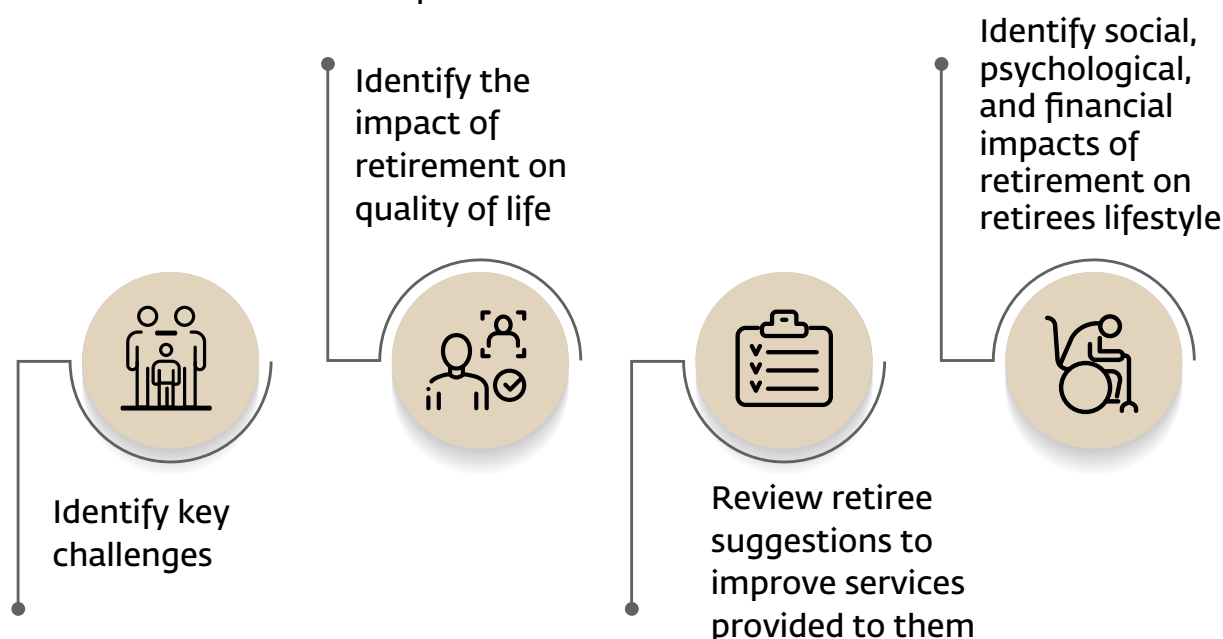 Identify key
challenges
Identify the
impact of
retirement on
quality of life
Review retiree
suggestions to
improve services
provided to them
Identify social,
psychological,
and financial
impacts of
retirement on
retirees lifestyle